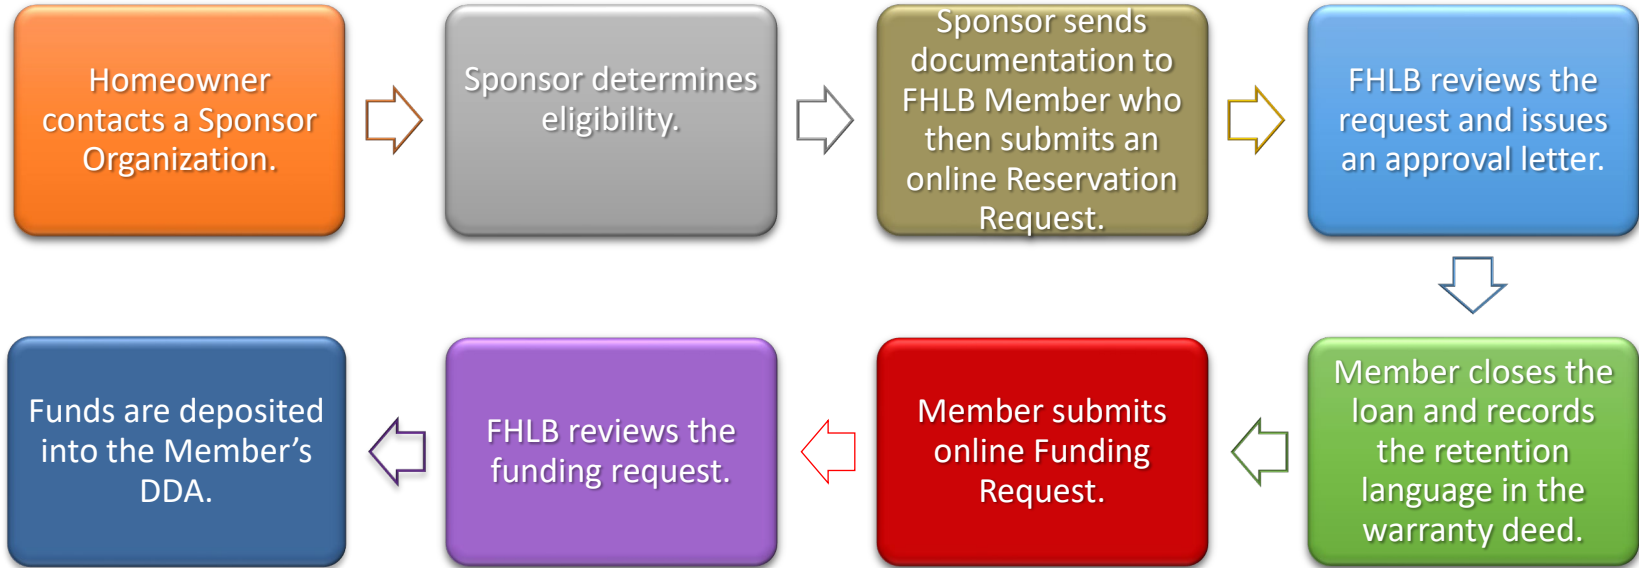 Homeowner
contacts a Sponsor
Organization.
Sponsor determines
eligibility.
Sponsor sends
documentation to
FHLB Member who
then submits an
online Reservation
Request.
FHLB reviews the
request and issues
an approval letter.
Member closes the
loan and records
the retention
language in the
warranty deed.
Member submits
online Funding
Request.
FHLB reviews the
funding request.
Funds are deposited
into the Member’s
DDA.